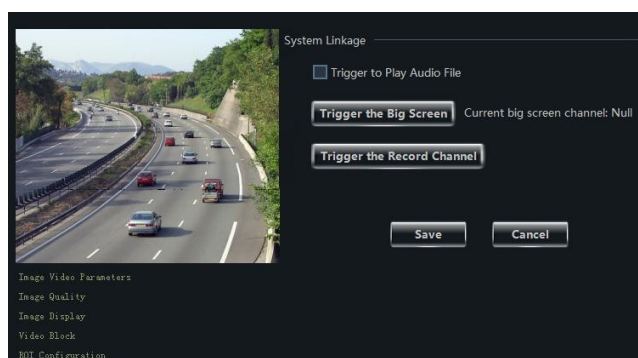 System Linkage
Trigger to Play Audio File
Trigger the Big Screen Current big screen channel: Null
Trigger the Record Channel
Save Cancel
Image Video Parameters
Image Quality
Image Display
Video Block
ROI Configuration